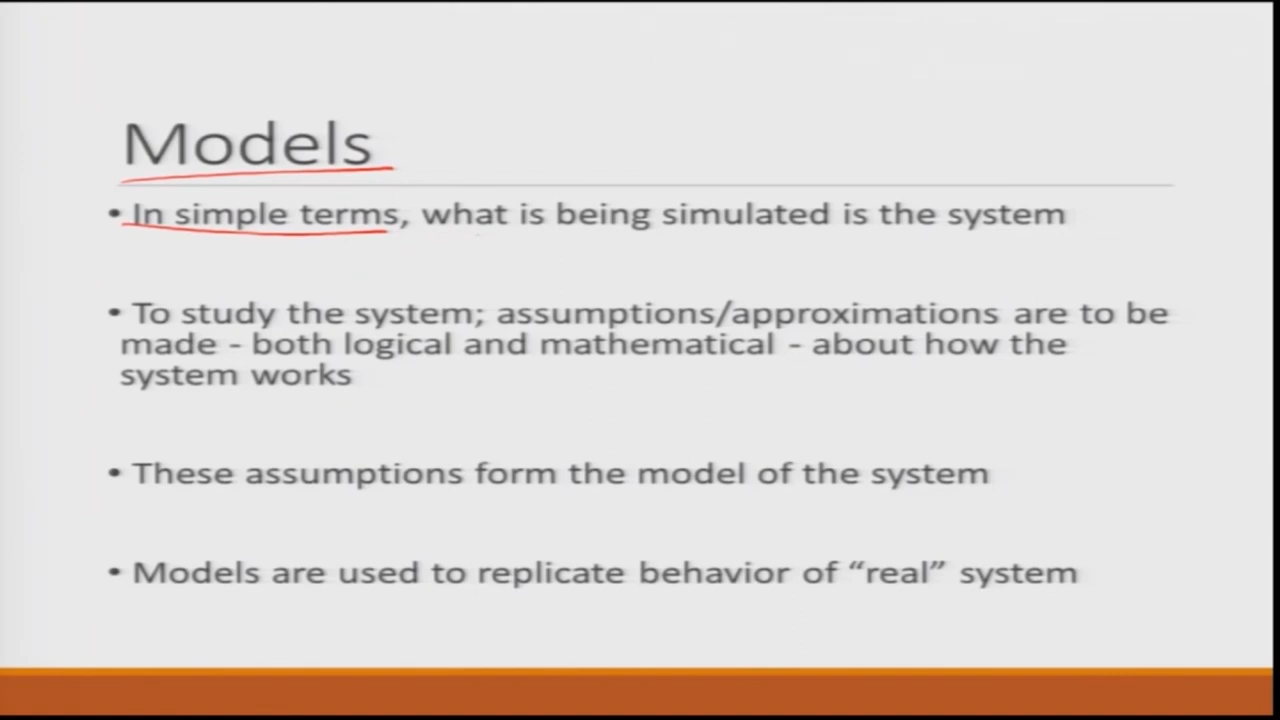 Models
• In simple terms, what is being simulated is the system
• To study the system; assumptions/approximations are to be
made - both logical and mathematical - about how the
system works
• These assumptions form the model of the system
• Models are used to replicate behavior of “real” system